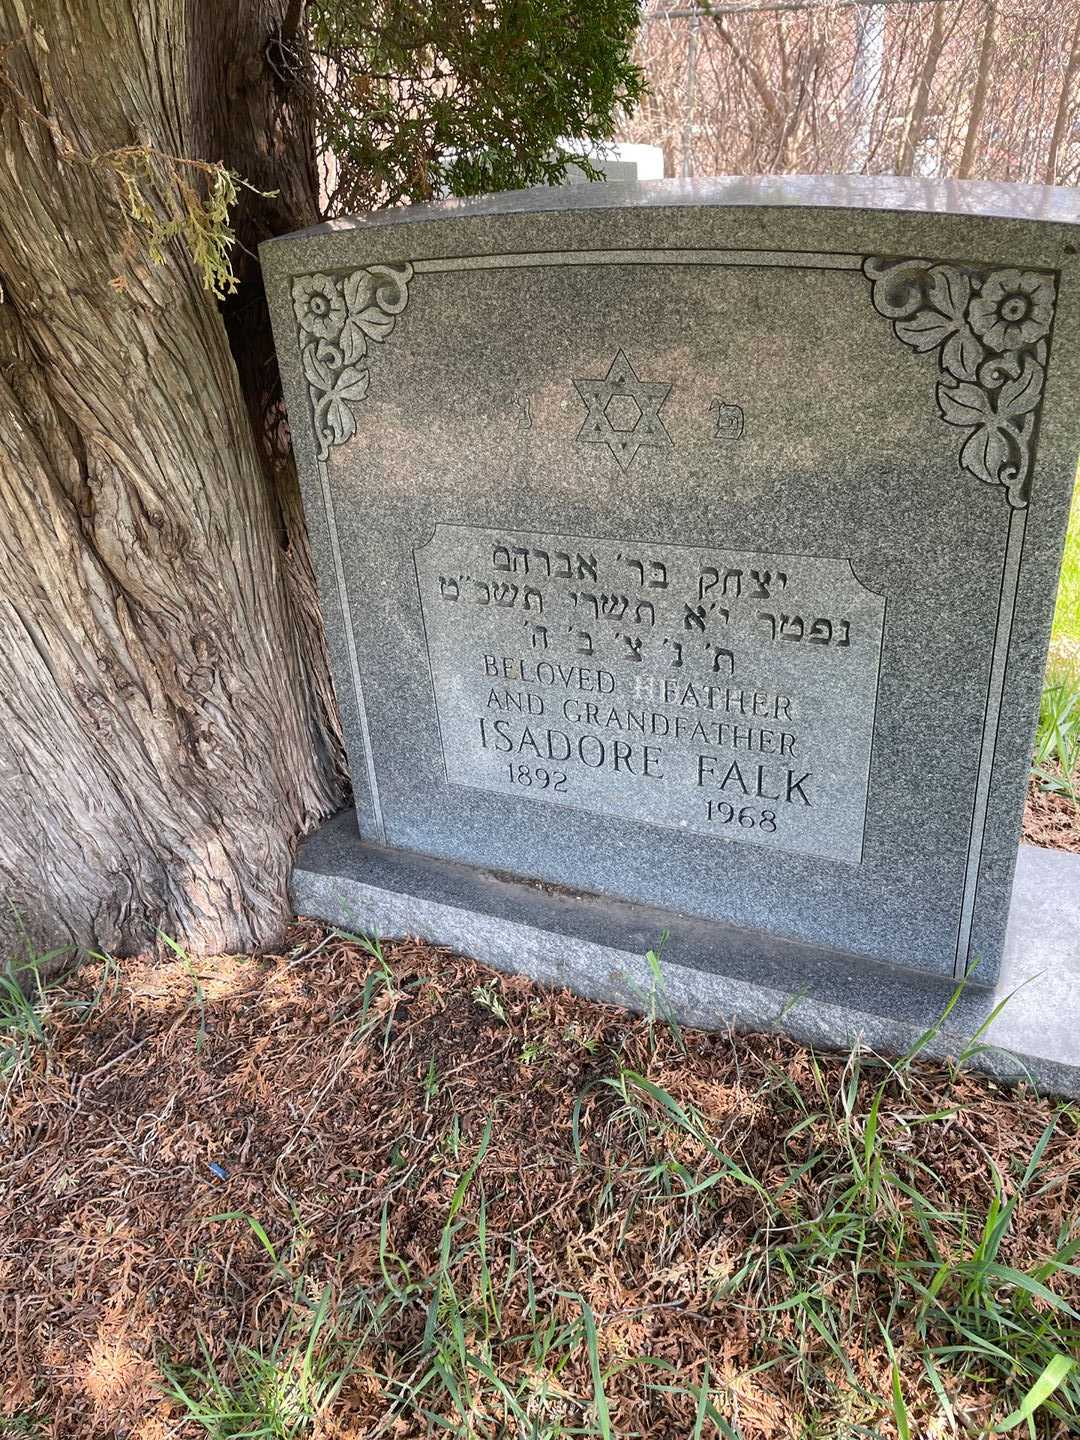 פ' נ'
יצחק בר' אברהם
נפטר י"א תשרי תשכ"ט
ת' נ' צ' ב' ה'
BELOVED FATHER
AND GRANDFATHER
ISADORE FALK
1892 1968